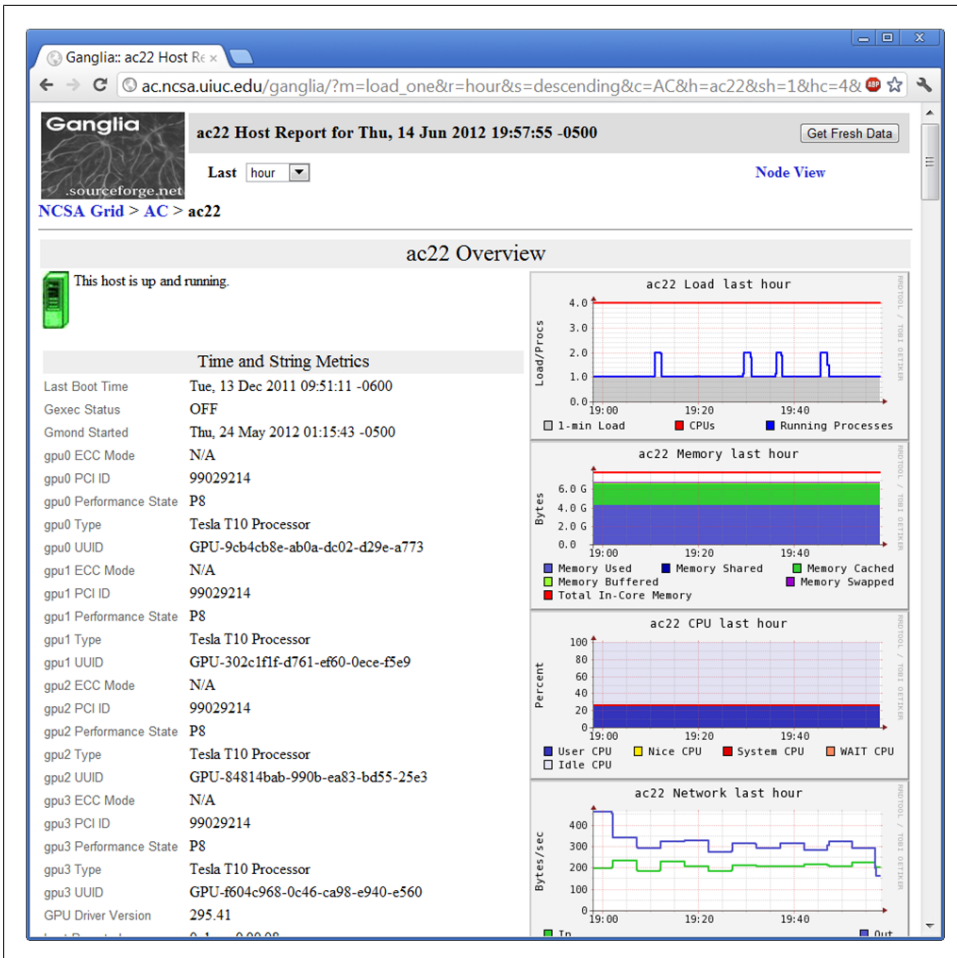 Ganglia:: ac22 Host Re ×
ac.ncsa.uiuc.edu/ganglia/?m=load_one&r=hour&s=descending&c=AC&h=ac22&sh=1&hc=4&
ABP
Ganglia
.sourceforge.net
ac22 Host Report for Thu, 14 Jun 2012 19:57:55 -0500
Get Fresh Data
Last hour
Node View
NCSA Grid > AC > ac22
ac22 Overview
This host is up and running.
Time and String Metrics
Last Boot Time Tue, 13 Dec 2011 09:51:11 -0600
Gexec Status OFF
Gmond Started Thu, 24 May 2012 01:15:43 -0500
gpu0 ECC Mode N/A
gpu0 PCI ID 99029214
gpu0 Performance State P8
gpu0 Type Tesla T10 Processor
gpu0 UUID GPU-9cb4cb8e-ab0a-dc02-d29e-a773
gpu1 ECC Mode N/A
gpu1 PCI ID 99029214
gpu1 Performance State P8
gpu1 Type Tesla T10 Processor
gpu1 UUID GPU-302c1f1f-d761-ef60-0ece-f5e9
gpu2 ECC Mode N/A
gpu2 PCI ID 99029214
gpu2 Performance State P8
gpu2 Type Tesla T10 Processor
gpu2 UUID GPU-84814bab-990b-ea83-bd55-25e3
gpu3 ECC Mode N/A
gpu3 PCI ID 99029214
gpu3 Performance State P8
gpu3 Type Tesla T10 Processor
gpu3 UUID GPU-f604c968-0c46-ca98-e940-e560
GPU Driver Version 295.41
ac22 Load last hour
Load/Procs
4.0
3.0
2.0
1.0
0.0
19:00 19:20 19:40
1-min Load CPUs Running Processes
RRDTOOL / TOBI OETIKER
ac22 Memory last hour
Bytes
6.0 G
4.0 G
2.0 G
0.0
19:00 19:20 19:40
Memory Used Memory Shared Memory Cached
Memory Buffered Memory Swapped
Total In-Core Memory
RRDTOOL / TOBI OETIKER
ac22 CPU last hour
Percent
100
80
60
40
20
0
19:00 19:20 19:40
User CPU Nice CPU System CPU WAIT CPU
Idle CPU
RRDTOOL / TOBI OETIKER
ac22 Network last hour
Bytes/sec
400
300
200
100
0
19:00 19:20 19:40
In Out
RRDTOOL / TOBI OETIKER